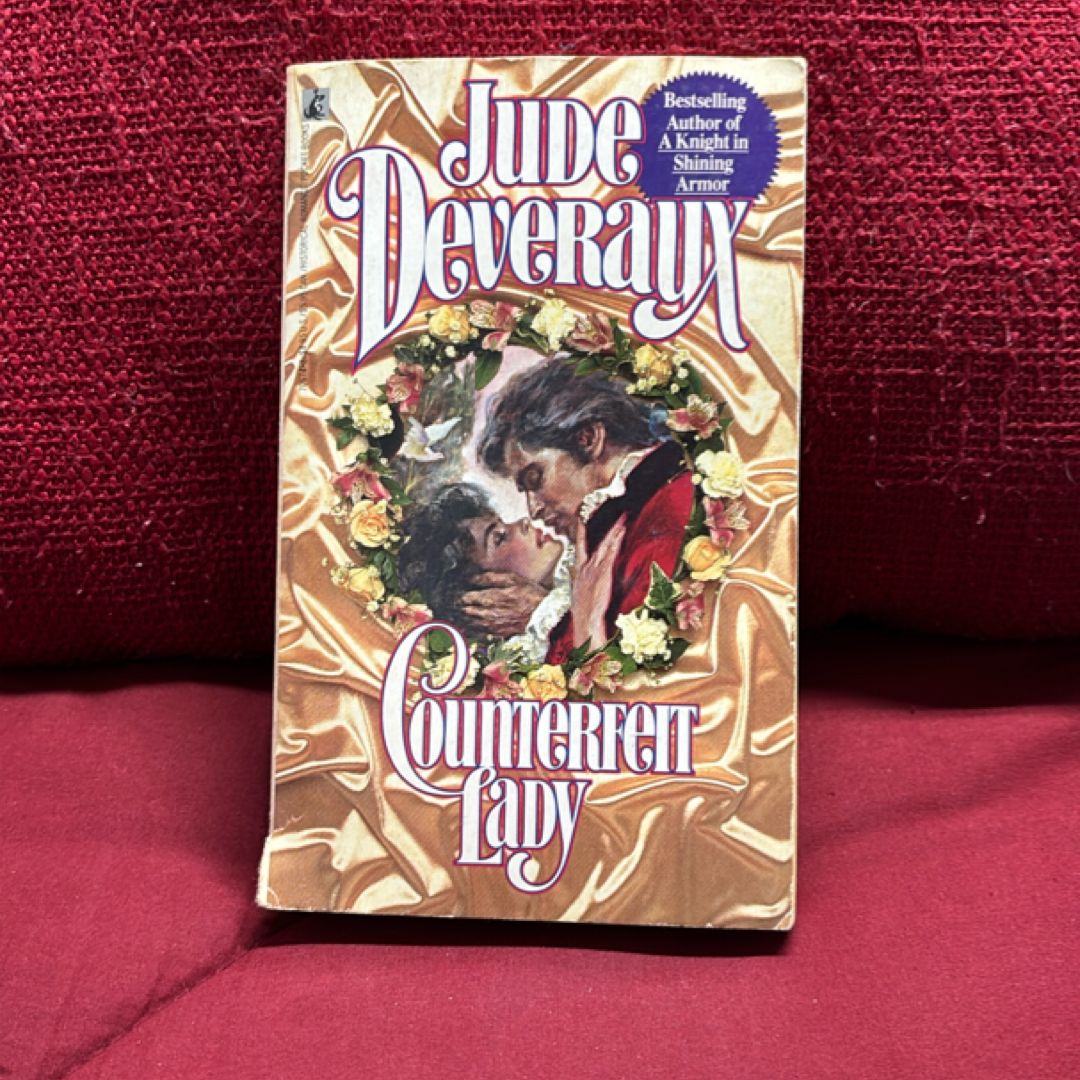 Jude
Deveraux
Bestselling
Author of
A Knight in
Shining
Armor
Counterfeit
Lady